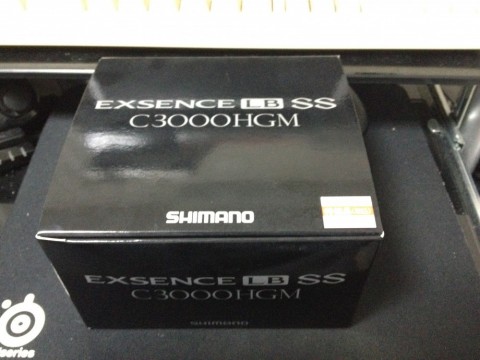 EXSENCE LB SS
C3000HGM
SHIMANO
EXSENCE LB SS
C3000HGM
SHIMANO